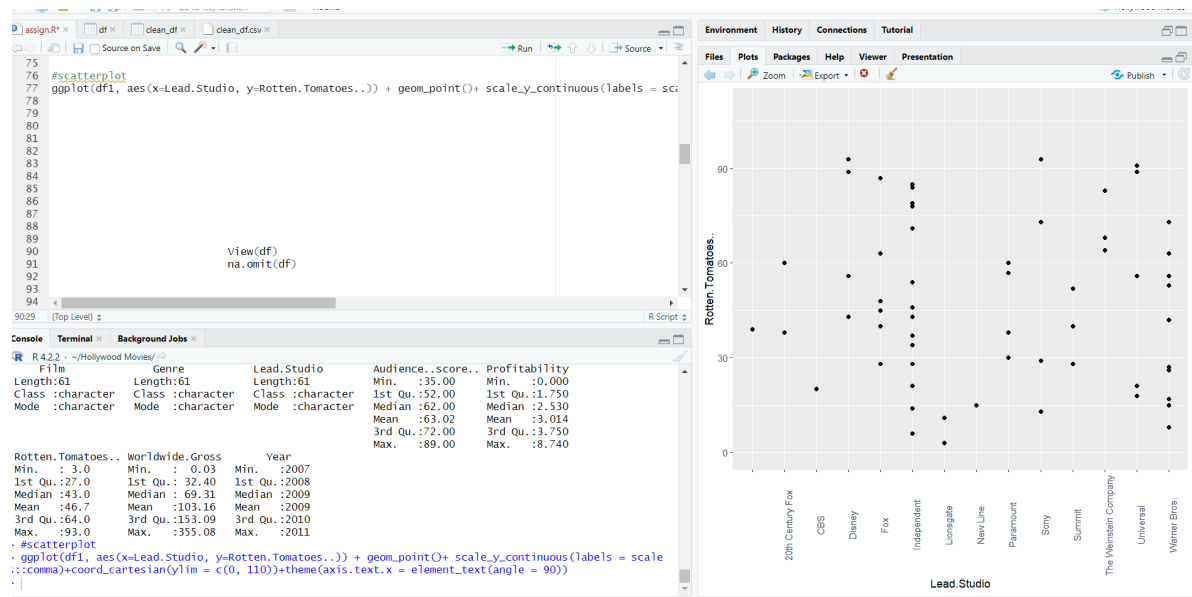 assign.R*
df
clean_df
clean_df.csv
Source on Save
Run
Source
75
76 #scatterplot
77 ggplot(df1, aes(x=Lead.Studio, y=Rotten.Tomatoes..)) + geom_point()+ scale_y_continuous(labels = sca
78
79
80
81
82
83
84
85
86
87
88
89
90 View(df)
91 na.omit(df)
92
93
94
90:29 (Top Level) R Script
Console Terminal Background Jobs
R 4.2.2 · ~/Hollywood Movies/
Film Genre Lead.Studio Audience..score.. Profitability
Length:61 Length:61 Length:61 Min. :35.00 Min. :0.000
Class :character Class :character Class :character 1st Qu.:52.00 1st Qu.:1.750
Mode :character Mode :character Mode :character Median :62.00 Median :2.530
Mean :63.02 Mean :3.014
3rd Qu.:72.00 3rd Qu.:3.750
Max. :89.00 Max. :8.740
Rotten.Tomatoes.. Worldwide.Gross Year
Min. : 3.0 Min. : 0.03 Min. :2007
1st Qu.:27.0 1st Qu.: 32.40 1st Qu.:2008
Median :43.0 Median : 69.31 Median :2009
Mean :46.7 Mean :103.16 Mean :2009
3rd Qu.:64.0 3rd Qu.:153.09 3rd Qu.:2010
Max. :93.0 Max. :355.08 Max. :2011
#scatterplot
ggplot(df1, aes(x=Lead.Studio, y=Rotten.Tomatoes..)) + geom_point()+ scale_y_continuous(labels = scale
s::comma)+coord_cartesian(ylim = c(0, 110))+theme(axis.text.x = element_text(angle = 90))
Environment History Connections Tutorial
Files Plots Packages Help Viewer Presentation
Zoom Export Publish
Rotten.Tomatoes..
90
60
30
0
20th Century Fox
CBS
Disney
Fox
Independent
Lionsgate
New Line
Paramount
Sony
Summit
The Weinstein Company
Universal
Warner Bros.
Lead.Studio